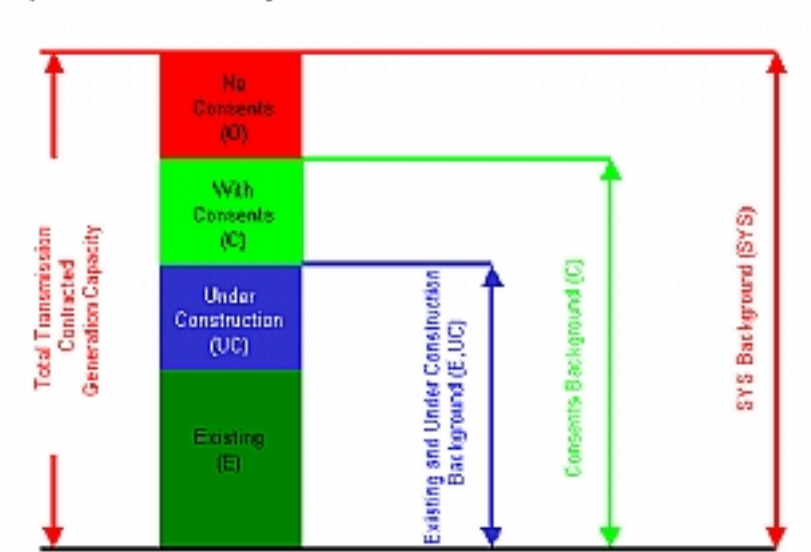 No
Consents
(O)
With
Consents
(C)
Under
Construction
(UC)
Existing
(E)
Total Transmission
Contracted
Generation Capacity
Existing and Under Construction
Background (E,UC)
Consents Background (C)
SYS Background (SYS)